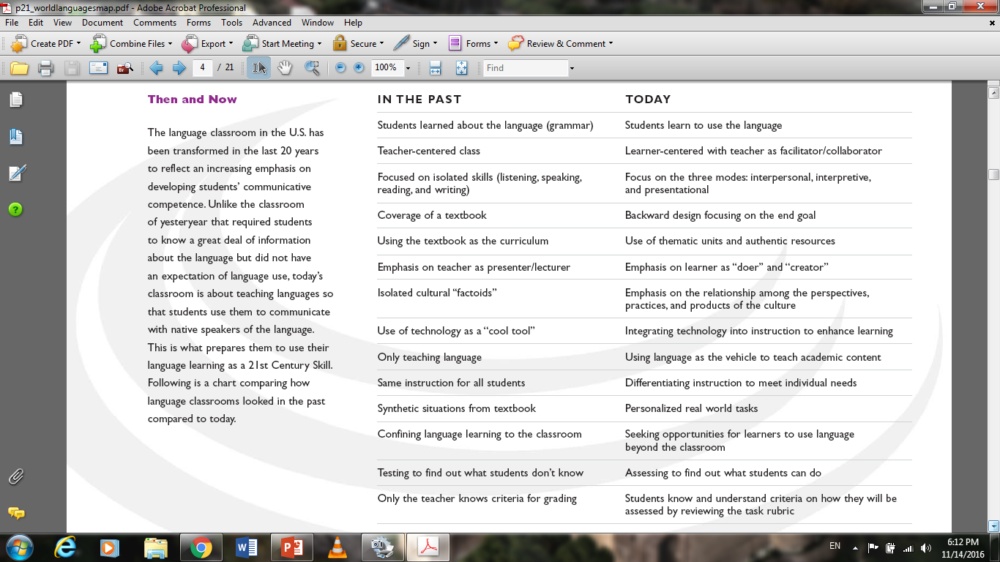 p21_worldlanguagesmap.pdf - Adobe Acrobat Professional
File Edit View Document Comments Forms Tools Advanced Window Help
Create PDF Combine Files Export Start Meeting Secure Sign Forms Review & Comment
4 / 21 100% Find
Then and Now
The language classroom in the U.S. has
been transformed in the last 20 years
to reflect an increasing emphasis on
developing students’ communicative
competence. Unlike the classroom
of yesteryear that required students
to know a great deal of information
about the language but did not have
an expectation of language use, today’s
classroom is about teaching languages so
that students use them to communicate
with native speakers of the language.
This is what prepares them to use their
language learning as a 21st Century Skill.
Following is a chart comparing how
language classrooms looked in the past
compared to today.
IN THE PAST TODAY
Students learned about the language (grammar) Students learn to use the language
Teacher-centered class Learner-centered with teacher as facilitator/collaborator
Focused on isolated skills (listening, speaking, Focus on the three modes: interpersonal, interpretive,
reading, and writing) and presentational
Coverage of a textbook Backward design focusing on the end goal
Using the textbook as the curriculum Use of thematic units and authentic resources
Emphasis on teacher as presenter/lecturer Emphasis on learner as “doer” and “creator”
Isolated cultural “factoids” Emphasis on the relationship among the perspectives,
practices, and products of the culture
Use of technology as a “cool tool” Integrating technology into instruction to enhance learning
Only teaching language Using language as the vehicle to teach academic content
Same instruction for all students Differentiating instruction to meet individual needs
Synthetic situations from textbook Personalized real world tasks
Confining language learning to the classroom Seeking opportunities for learners to use language
beyond the classroom
Testing to find out what students don’t know Assessing to find out what students can do
Only the teacher knows criteria for grading Students know and understand criteria on how they will be
assessed by reviewing the task rubric
EN 6:12 PM
11/14/2016